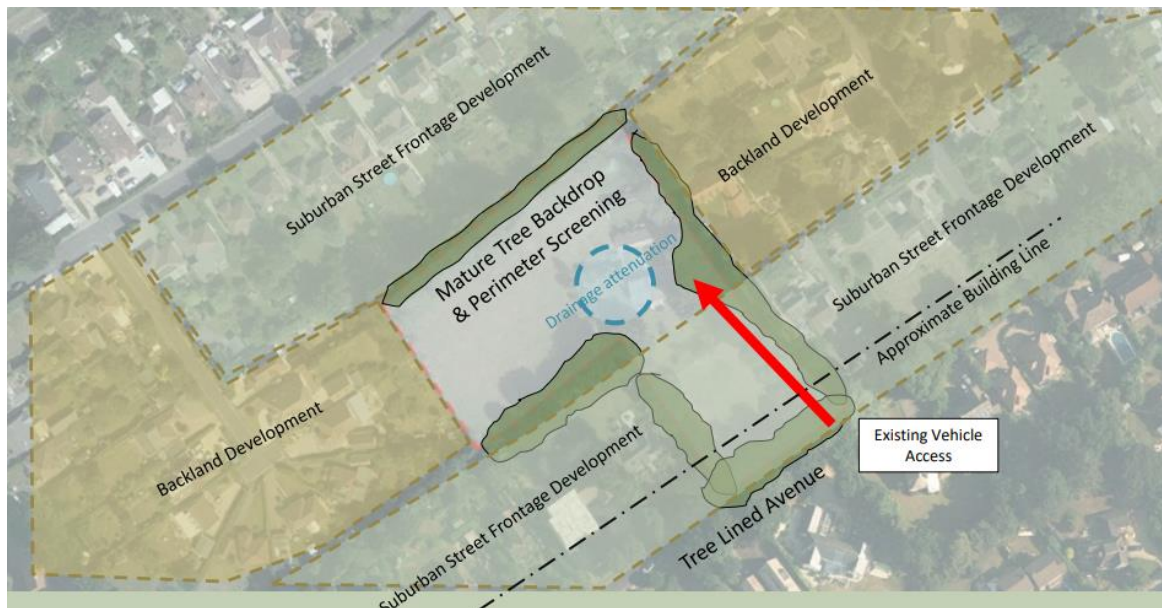 Suburban Street Frontage Development
Backland Development
Mature Tree Backdrop
& Perimeter Screening
Drainage attenuation
Suburban Street Frontage Development
Approximate Building Line
Backland Development
Existing Vehicle
Access
Suburban Street Frontage Development
Tree Lined Avenue